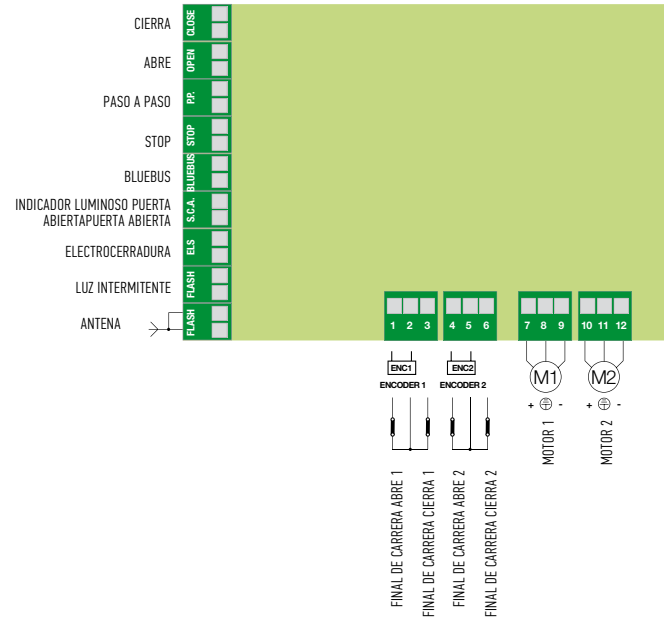 CIERRA
CLOSE
ABRE
OPEN
PASO A PASO
P.P.
STOP
STOP
BLUEBUS
BLUEBUS
INDICADOR LUMINOSO PUERTA
ABIERTAPUERTA ABIERTA
S.C.A.
ELECTROCERRADURA
ELS
LUZ INTERMITENTE
FLASH
ANTENA
FLASH
1 2 3 4 5 6 7 8 9 10 11 12
ENC1 ENC2 M1 M2
ENCODER 1 ENCODER 2
+ - + -
MOTOR 1
MOTOR 2
FINAL DE CARRERA ABRE 1
FINAL DE CARRERA CIERRA 1
FINAL DE CARRERA ABRE 2
FINAL DE CARRERA CIERRA 2